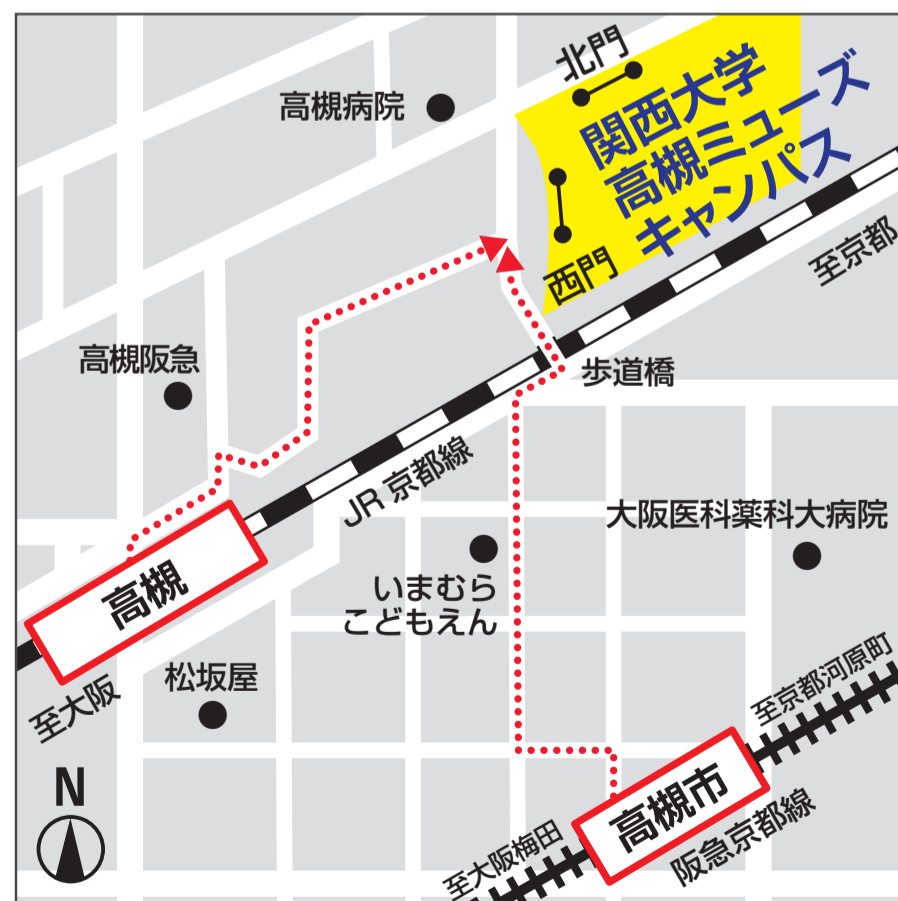 北門
関西大学
高槻ミューズ
キャンパス
高槻病院
西門
至京都
高槻阪急
歩道橋
JR京都線
大阪医科薬科大病院
高槻
いまむら
こどもえん
松坂屋
至大阪
至京都河原町
高槻市
阪急京都線
至大阪梅田
N